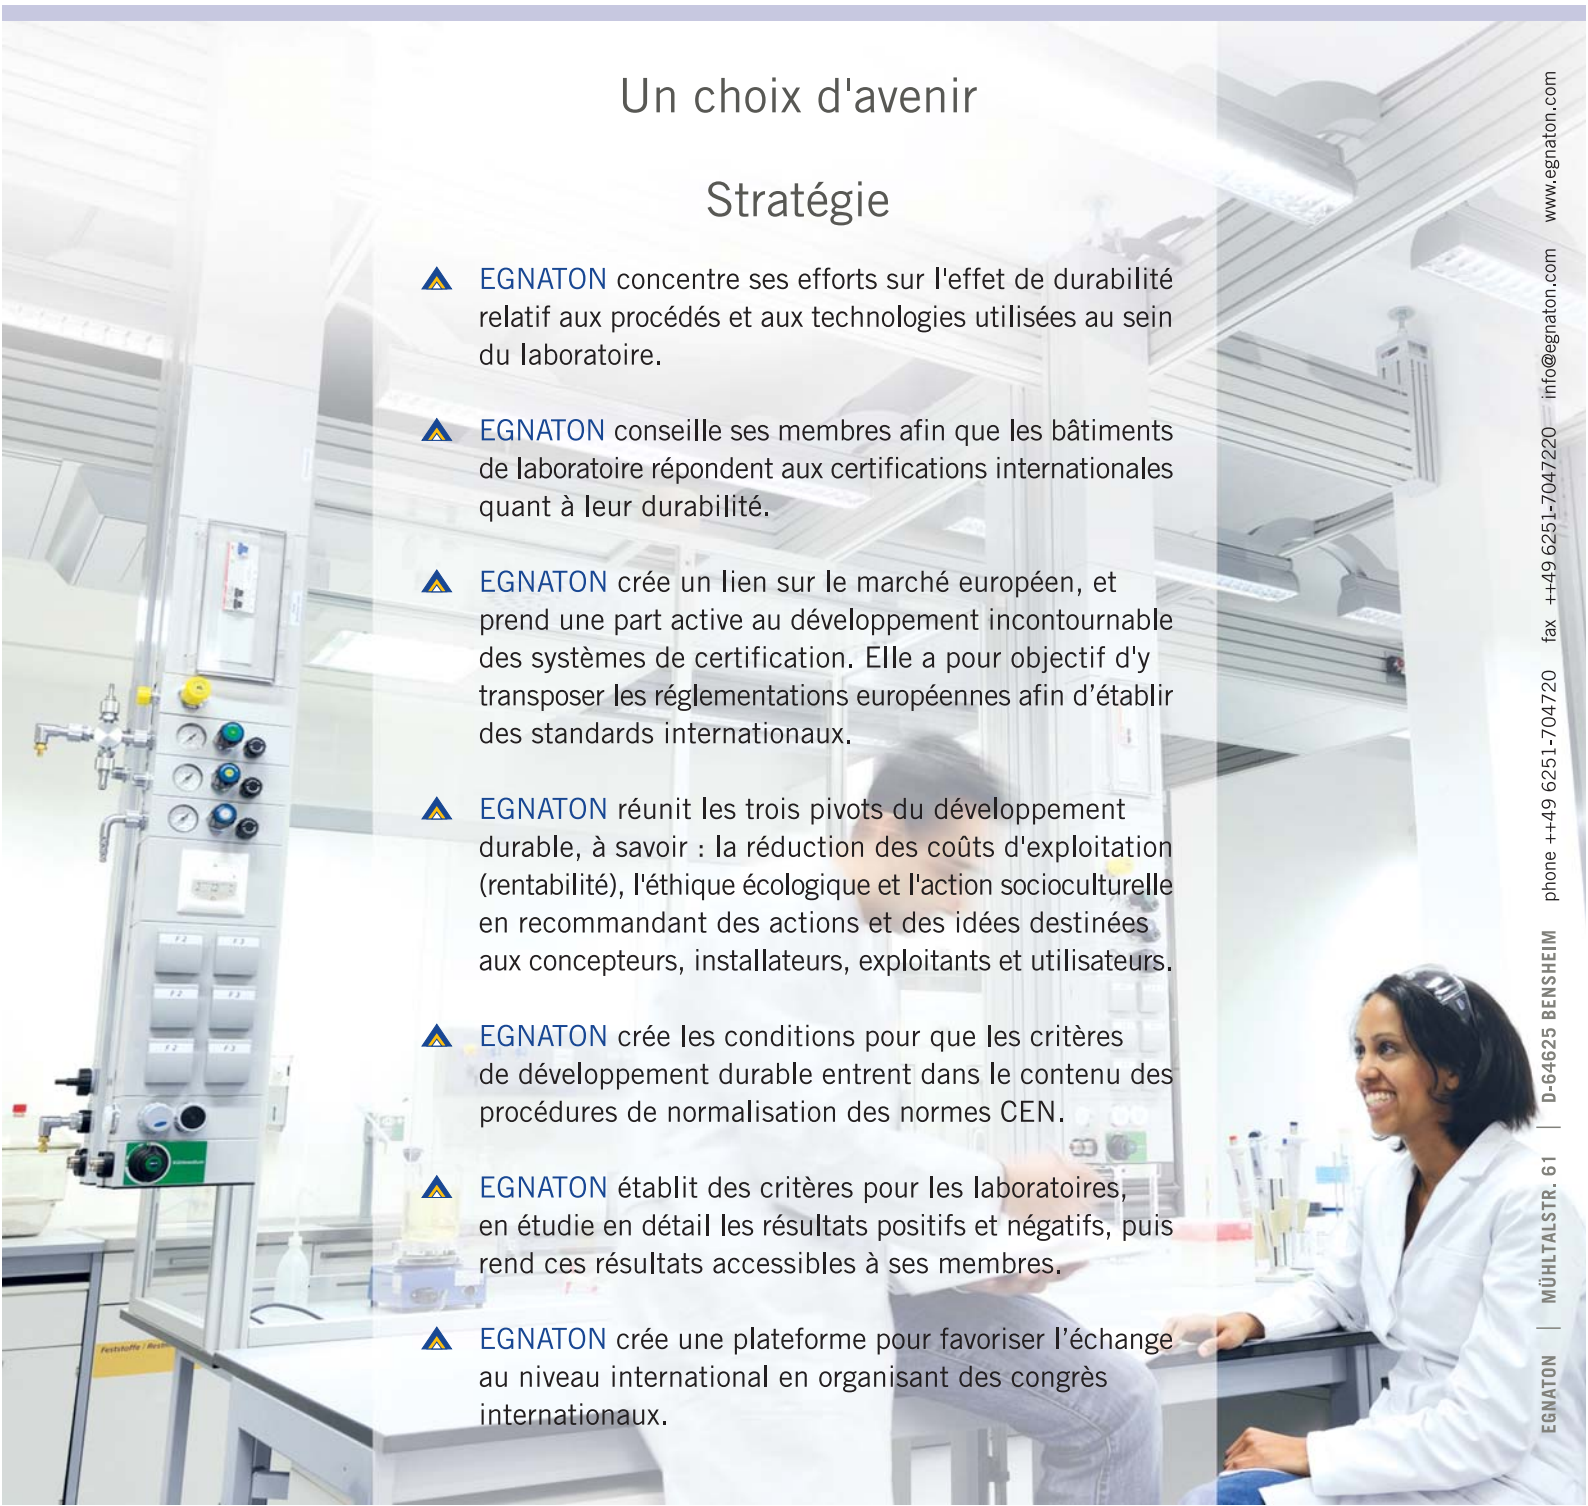 Un choix d'avenir
Stratégie
EGNATON concentre ses efforts sur l'effet de durabilité
relatif aux procédés et aux technologies utilisées au sein
du laboratoire.
EGNATON conseille ses membres afin que les bâtiments
de laboratoire répondent aux certifications internationales
quant à leur durabilité.
EGNATON crée un lien sur le marché européen, et
prend une part active au développement incontournable
des systèmes de certification. Elle a pour objectif d'y
transposer les réglementations européennes afin d’établir
des standards internationaux.
EGNATON réunit les trois pivots du développement
durable, à savoir : la réduction des coûts d'exploitation
(rentabilité), l'éthique écologique et l'action socioculturelle
en recommandant des actions et des idées destinées
aux concepteurs, installateurs, exploitants et utilisateurs.
EGNATON crée les conditions pour que les critères
de développement durable entrent dans le contenu des
procédures de normalisation des normes CEN.
EGNATON établit des critères pour les laboratoires,
en étudie en détail les résultats positifs et négatifs, puis
rend ces résultats accessibles à ses membres.
EGNATON crée une plateforme pour favoriser l’échange
au niveau international en organisant des congrès
internationaux.
EGNATON | MÜHLTALSTR. 61 | D-64625 BENSHEIM phone ++49 6251-704720 fax ++49 6251-7047220 info@egnaton.com www.egnaton.com
F2 F3
F2 F3
F2 F3
Feststoffe /